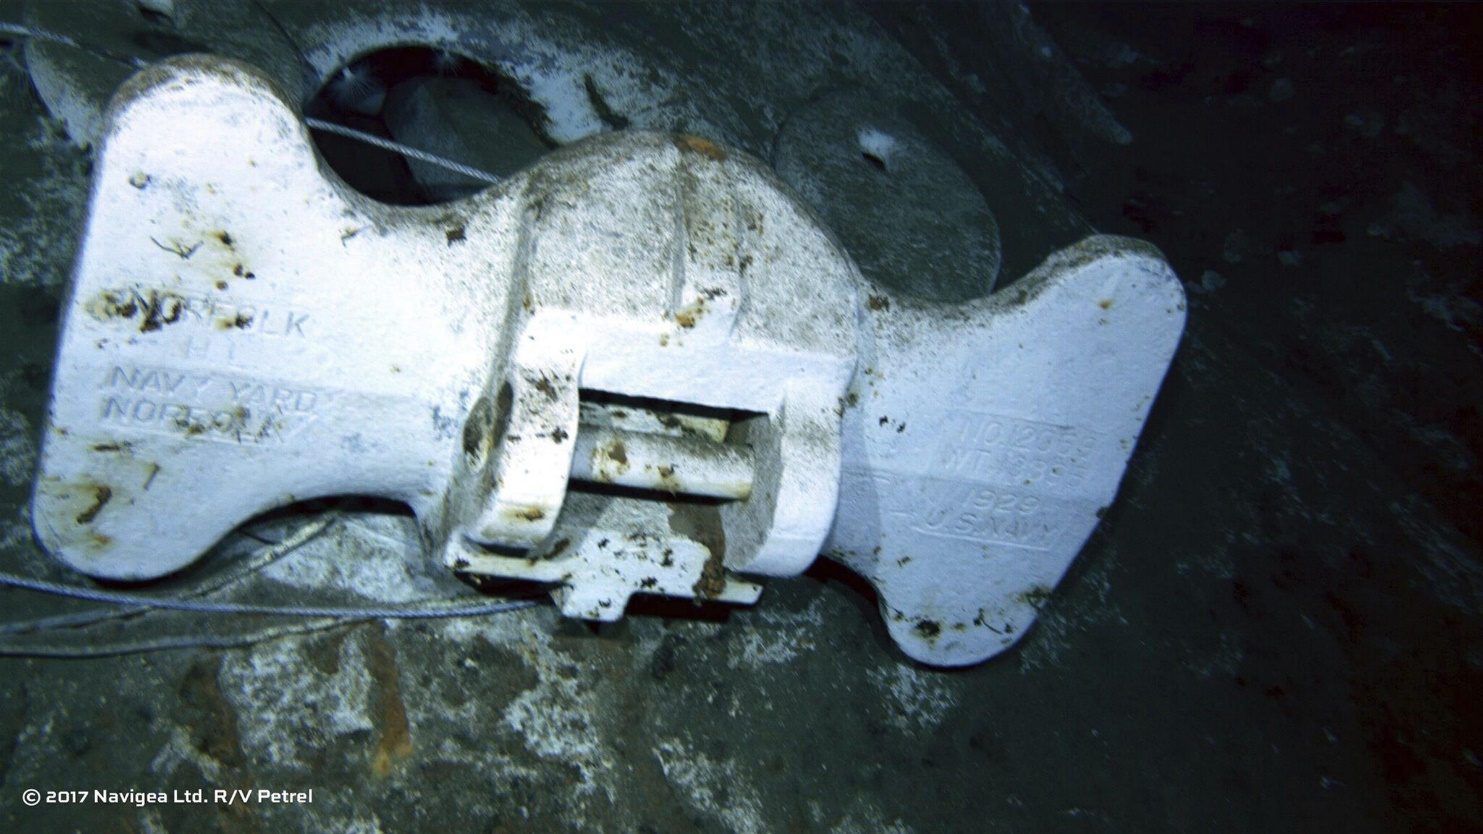 NORFOLK
NAVY YARD
NORFOLK
1929
U.S. NAVY
© 2017 Navigea Ltd. R/V Petrel